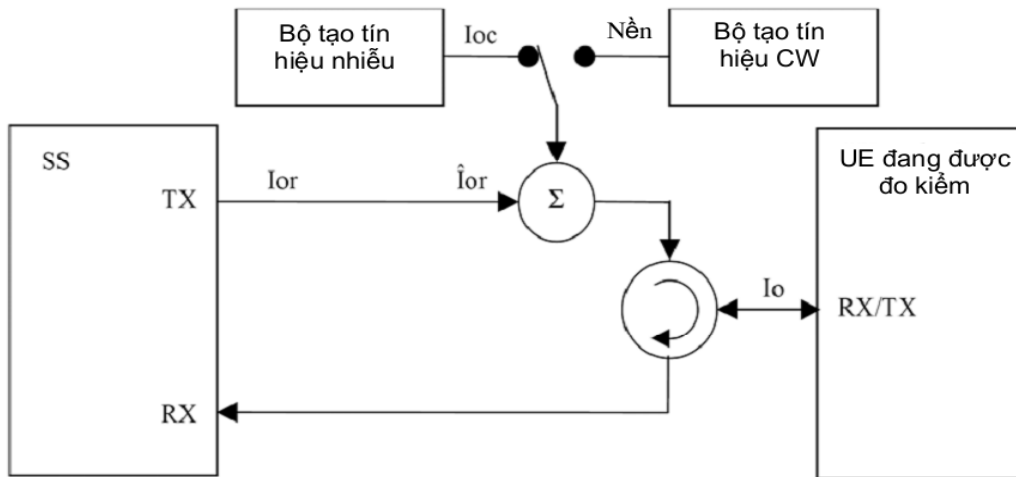 Bộ tạo tín
hiệu nhiễu
Ioc
Nền
Bộ tạo tín
hiệu CW
SS
TX
Ior
Îor
Σ
UE đang được
đo kiểm
Io
RX/TX
RX